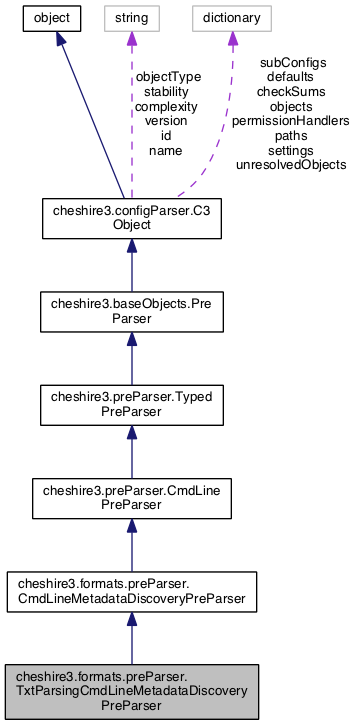 object
string
dictionary
objectType
stability
complexity
version
id
name
subConfigs
defaults
checkSums
objects
permissionHandlers
paths
settings
unresolvedObjects
cheshire3.configParser.C3
Object
cheshire3.baseObjects.Pre
Parser
cheshire3.preParser.Typed
PreParser
cheshire3.preParser.CmdLine
PreParser
cheshire3.formats.preParser.
CmdLineMetadataDiscoveryPreParser
cheshire3.formats.preParser.
TxtParsingCmdLineMetadataDiscovery
PreParser